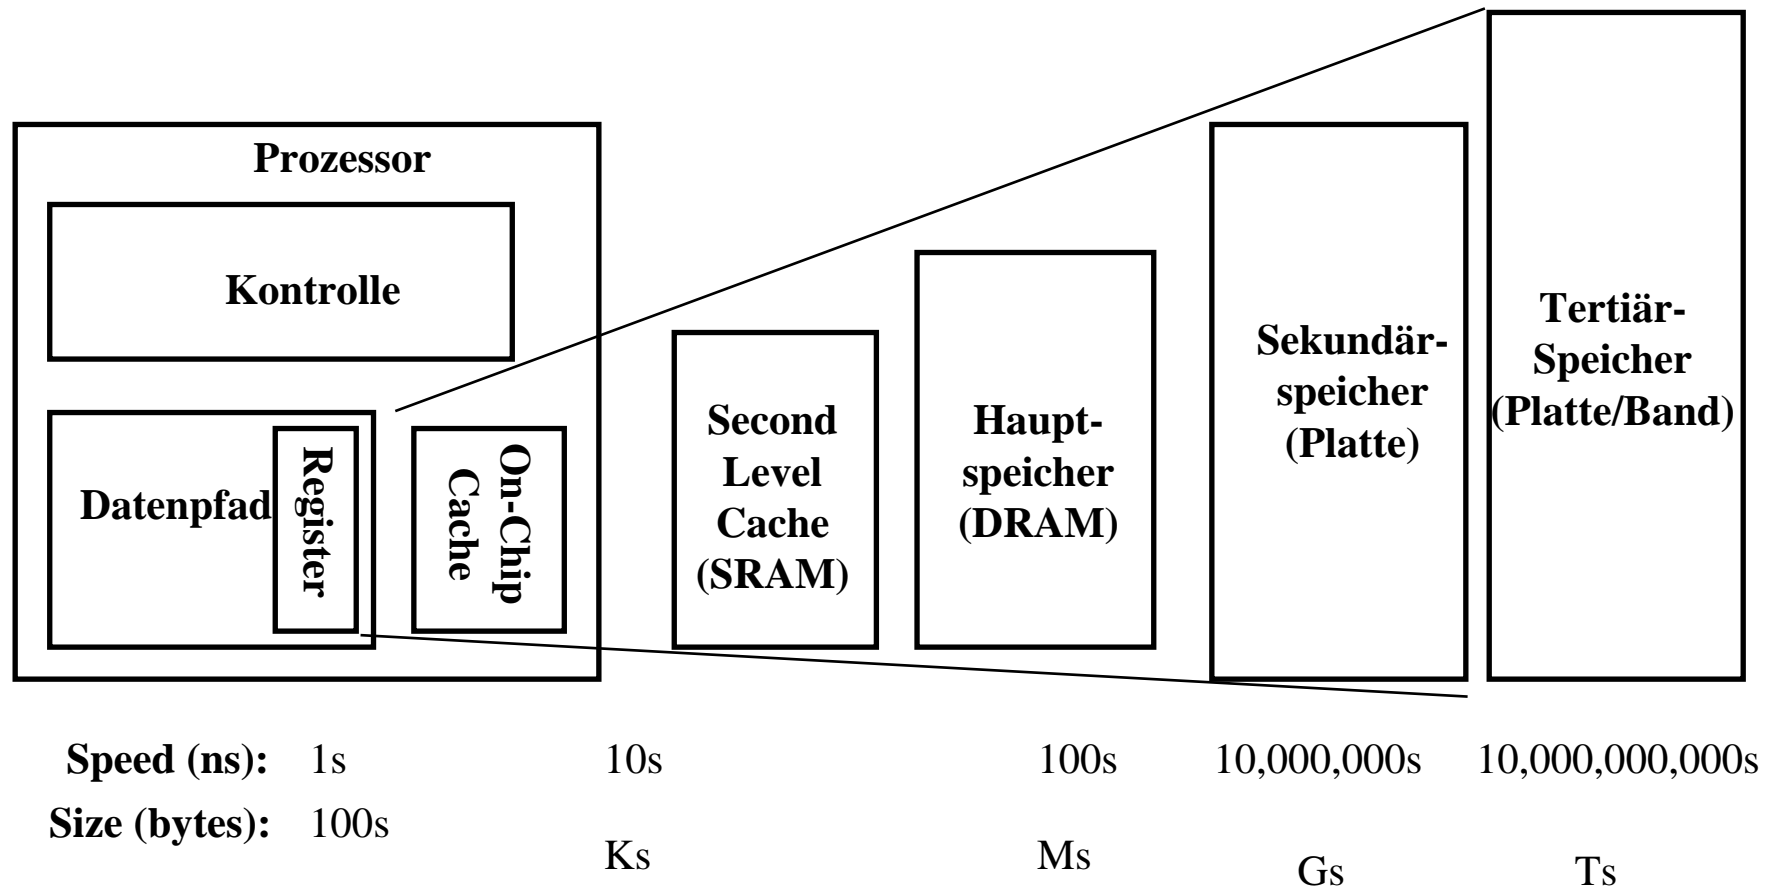 Prozessor
Kontrolle
Datenpfad
Register
On-Chip
Cache
Second
Level
Cache
(SRAM)
Haupt-
speicher
(DRAM)
Sekundär-
speicher
(Platte)
Tertiär-
Speicher
(Platte/Band)
Speed (ns): 1s 10s 100s 10,000,000s 10,000,000,000s
Size (bytes): 100s Ks Ms Gs Ts